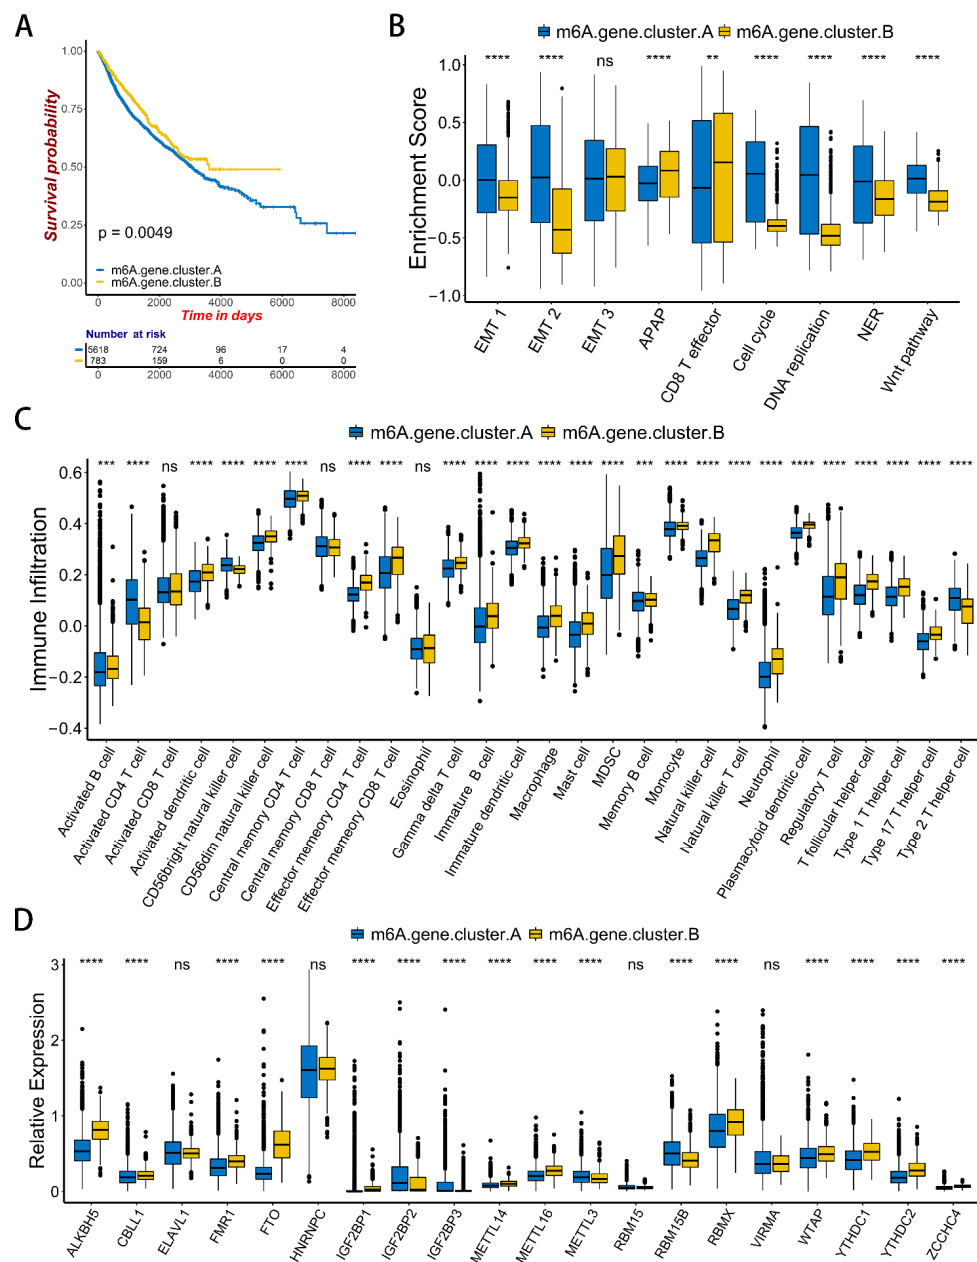 A
1.00
0.75
0.50
0.25
0.00
Survival probability
p = 0.0049
m6A.gene.cluster.A
m6A.gene.cluster.B
0 2000 4000 6000 8000
Time in days
Number at risk
5618 724 96 17 4
783 159 6 0 0
0 2000 4000 6000 8000
B
m6A.gene.cluster.A m6A.gene.cluster.B
**** **** ns **** ** **** **** **** ****
1.0
0.5
0.0
−0.5
−1.0
Enrichment Score
EMT 1
EMT 2
EMT 3
APAP
CD8 T effector
Cell cycle
DNA replication
NER
Wnt pathway
C
m6A.gene.cluster.A m6A.gene.cluster.B
*** **** ns **** **** **** **** ns **** **** ns **** **** **** **** **** **** *** **** **** **** **** **** **** **** **** **** ****
0.6
0.4
0.2
0.0
−0.2
−0.4
Immune Infiltration
Activated B cell
Activated CD4 T cell
Activated CD8 T cell
Activated dendritic cell
CD56bright natural killer cell
CD56dim natural killer cell
Central memory CD4 T cell
Central memory CD8 T cell
Effector memeory CD4 T cell
Effector memeory CD8 T cell
Eosinophil
Gamma delta T cell
Immature B cell
Immature dendritic cell
Macrophage
Mast cell
MDSC
Memory B cell
Monocyte
Natural killer cell
Natural killer T cell
Neutrophil
Plasmacytoid dendritic cell
Regulatory T cell
T follicular helper cell
Type 1 T helper cell
Type 17 T helper cell
Type 2 T helper cell
D
m6A.gene.cluster.A m6A.gene.cluster.B
**** **** ns **** **** ns **** **** **** **** **** **** ns **** **** ns **** **** **** ****
3
2
1
0
Relative Expression
ALKBH5
CBLL1
ELAVL1
FMR1
FTO
HNRNPC
IGF2BP1
IGF2BP2
IGF2BP3
METTL14
METTL16
METTL3
RBM15
RBM15B
RBMX
VIRMA
WTAP
YTHDC1
YTHDC2
ZCCHC4